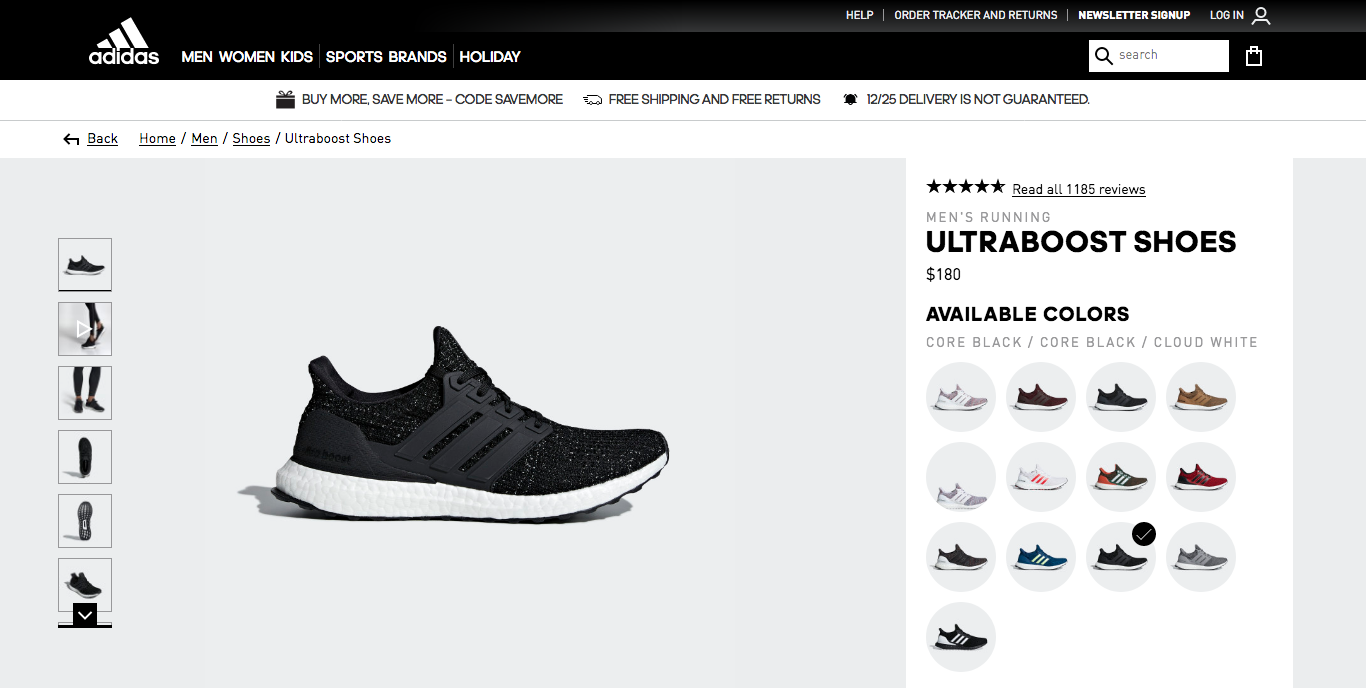 HELP
ORDER TRACKER AND RETURNS
NEWSLETTER SIGNUP
LOG IN
adidas
MEN WOMEN KIDS SPORTS BRANDS HOLIDAY
search
BUY MORE, SAVE MORE – CODE SAVEMORE
FREE SHIPPING AND FREE RETURNS
12/25 DELIVERY IS NOT GUARANTEED.
Back
Home / Men / Shoes / Ultraboost Shoes
Read all 1185 reviews
MEN'S RUNNING
ULTRABOOST SHOES
$180
AVAILABLE COLORS
CORE BLACK / CORE BLACK / CLOUD WHITE
ultra boost